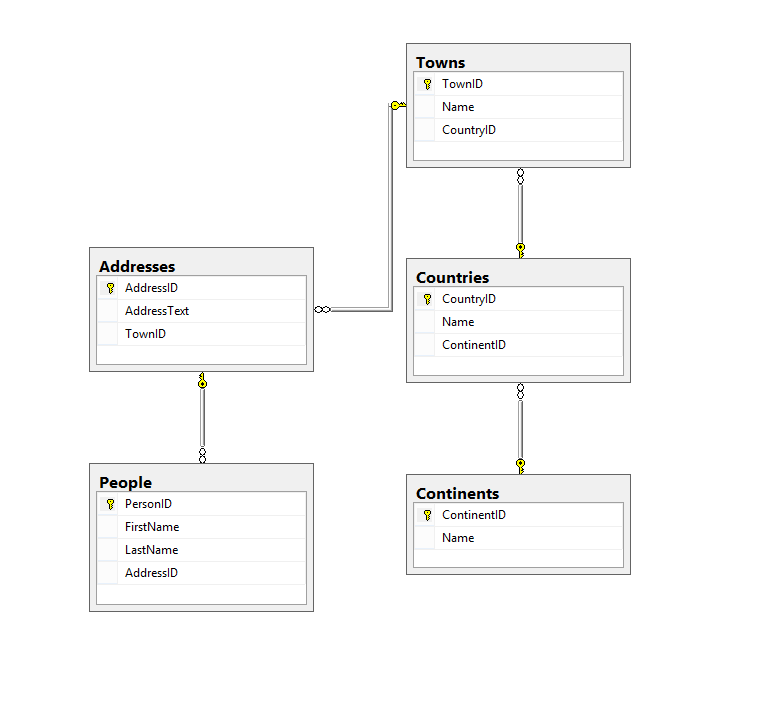 Towns
TownID
Name
CountryID
Addresses
AddressID
AddressText
TownID
Countries
CountryID
Name
ContinentID
People
PersonID
FirstName
LastName
AddressID
Continents
ContinentID
Name